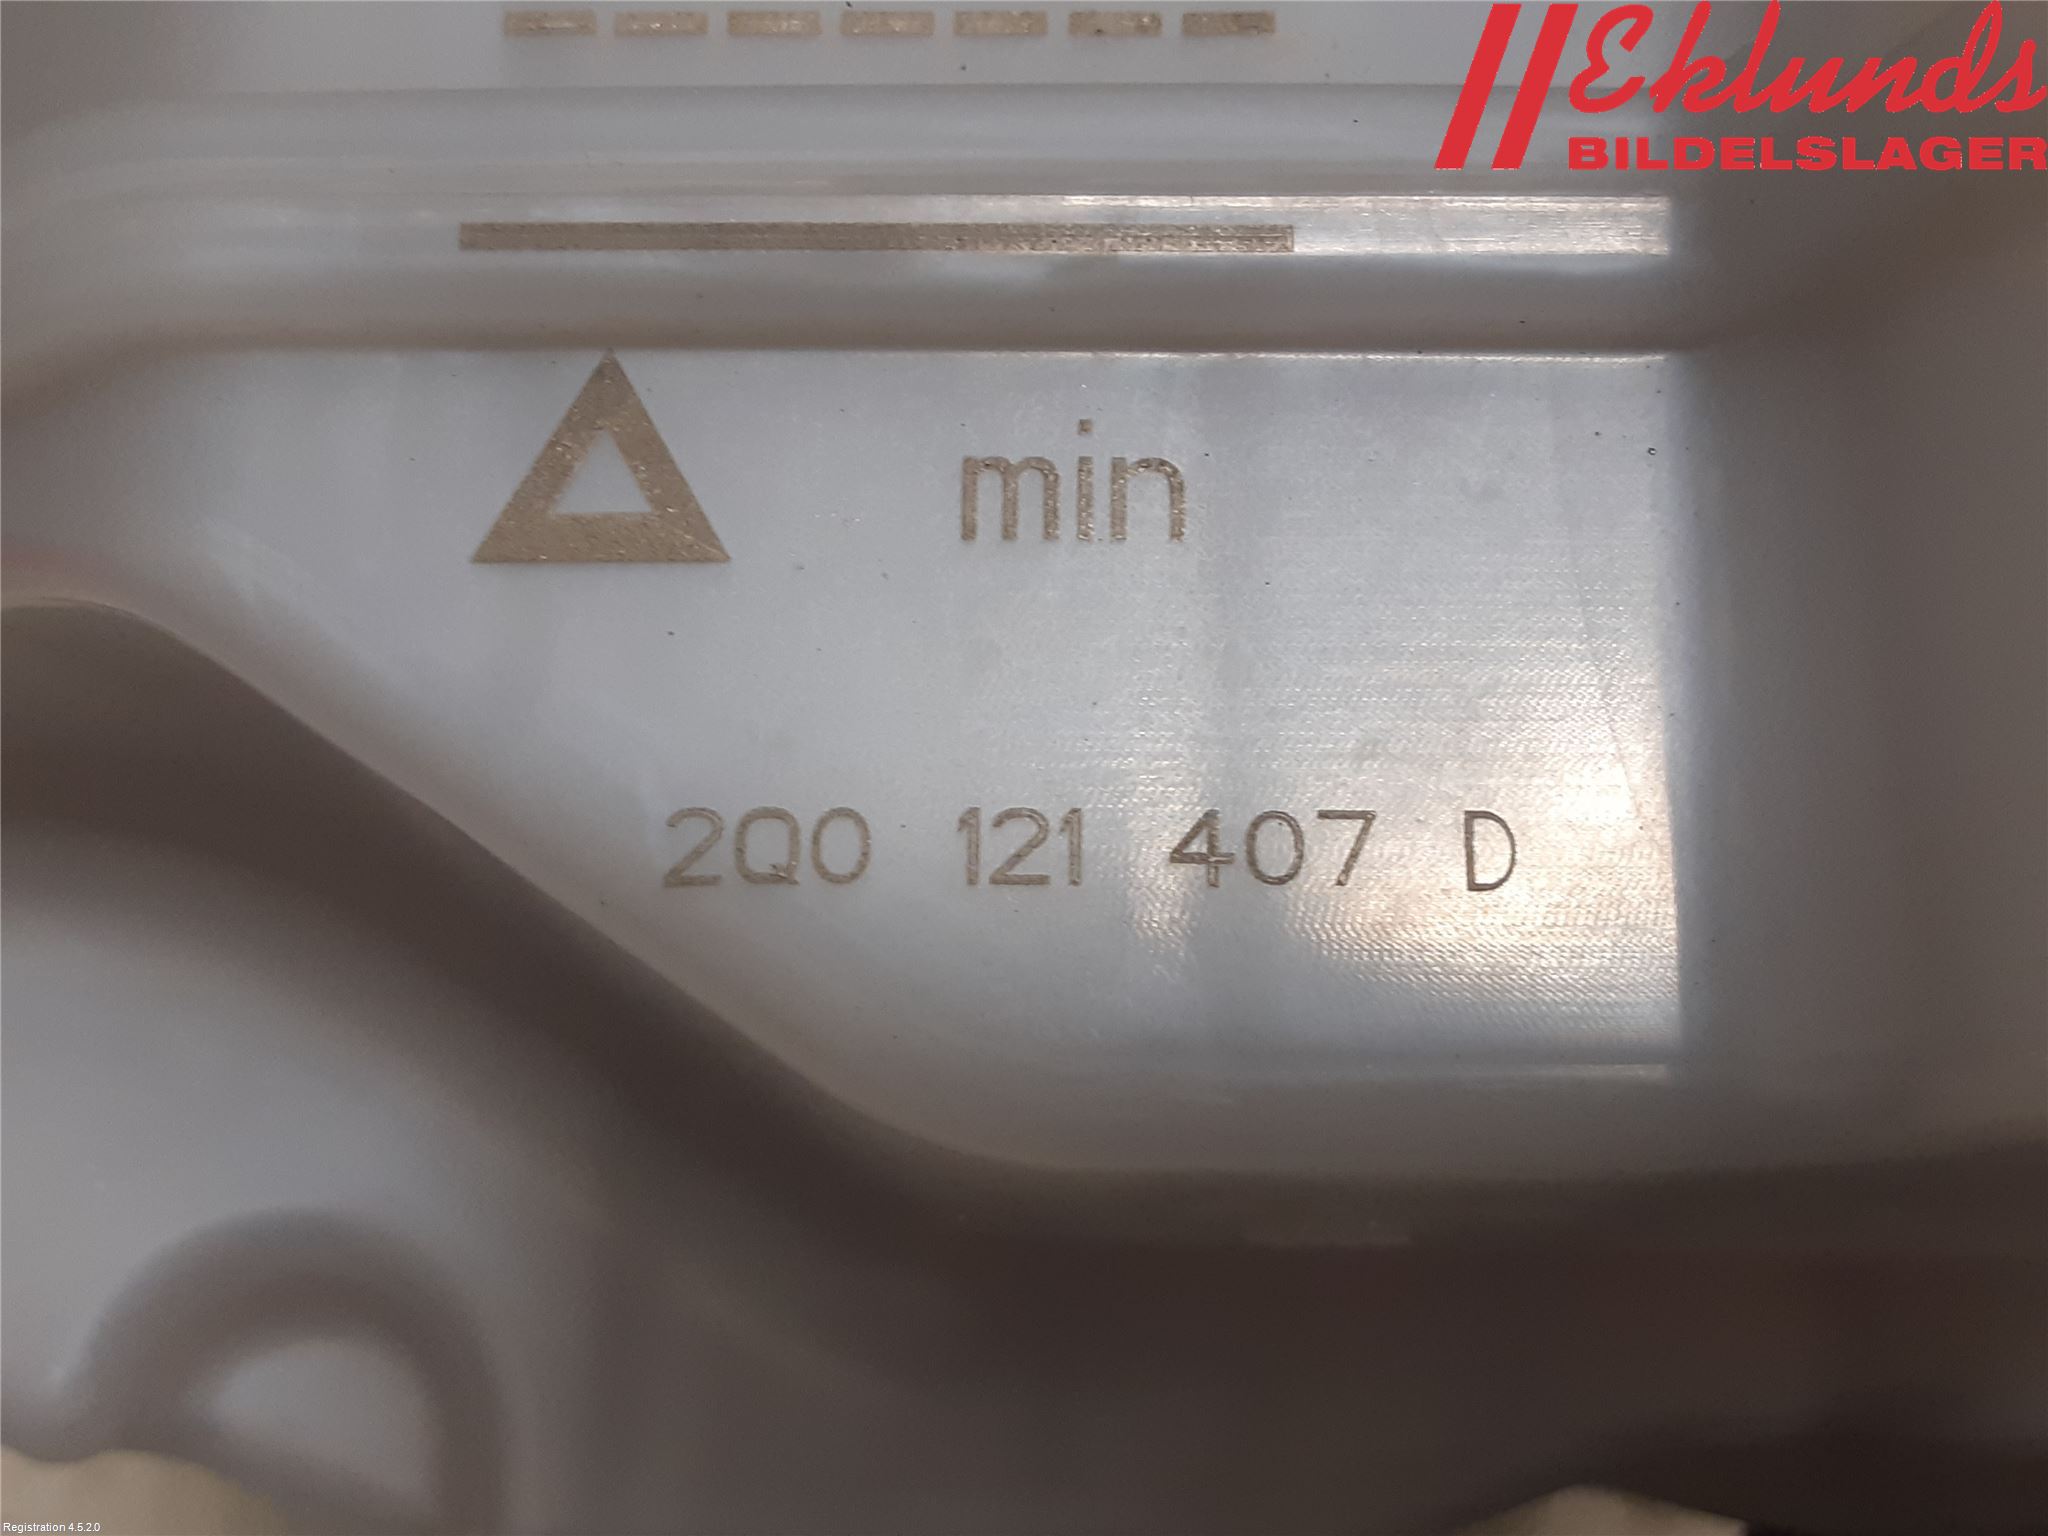 Eklunds
BILDELSLAGER
min
2Q0 121 407 D
Registration 4.5.2.0